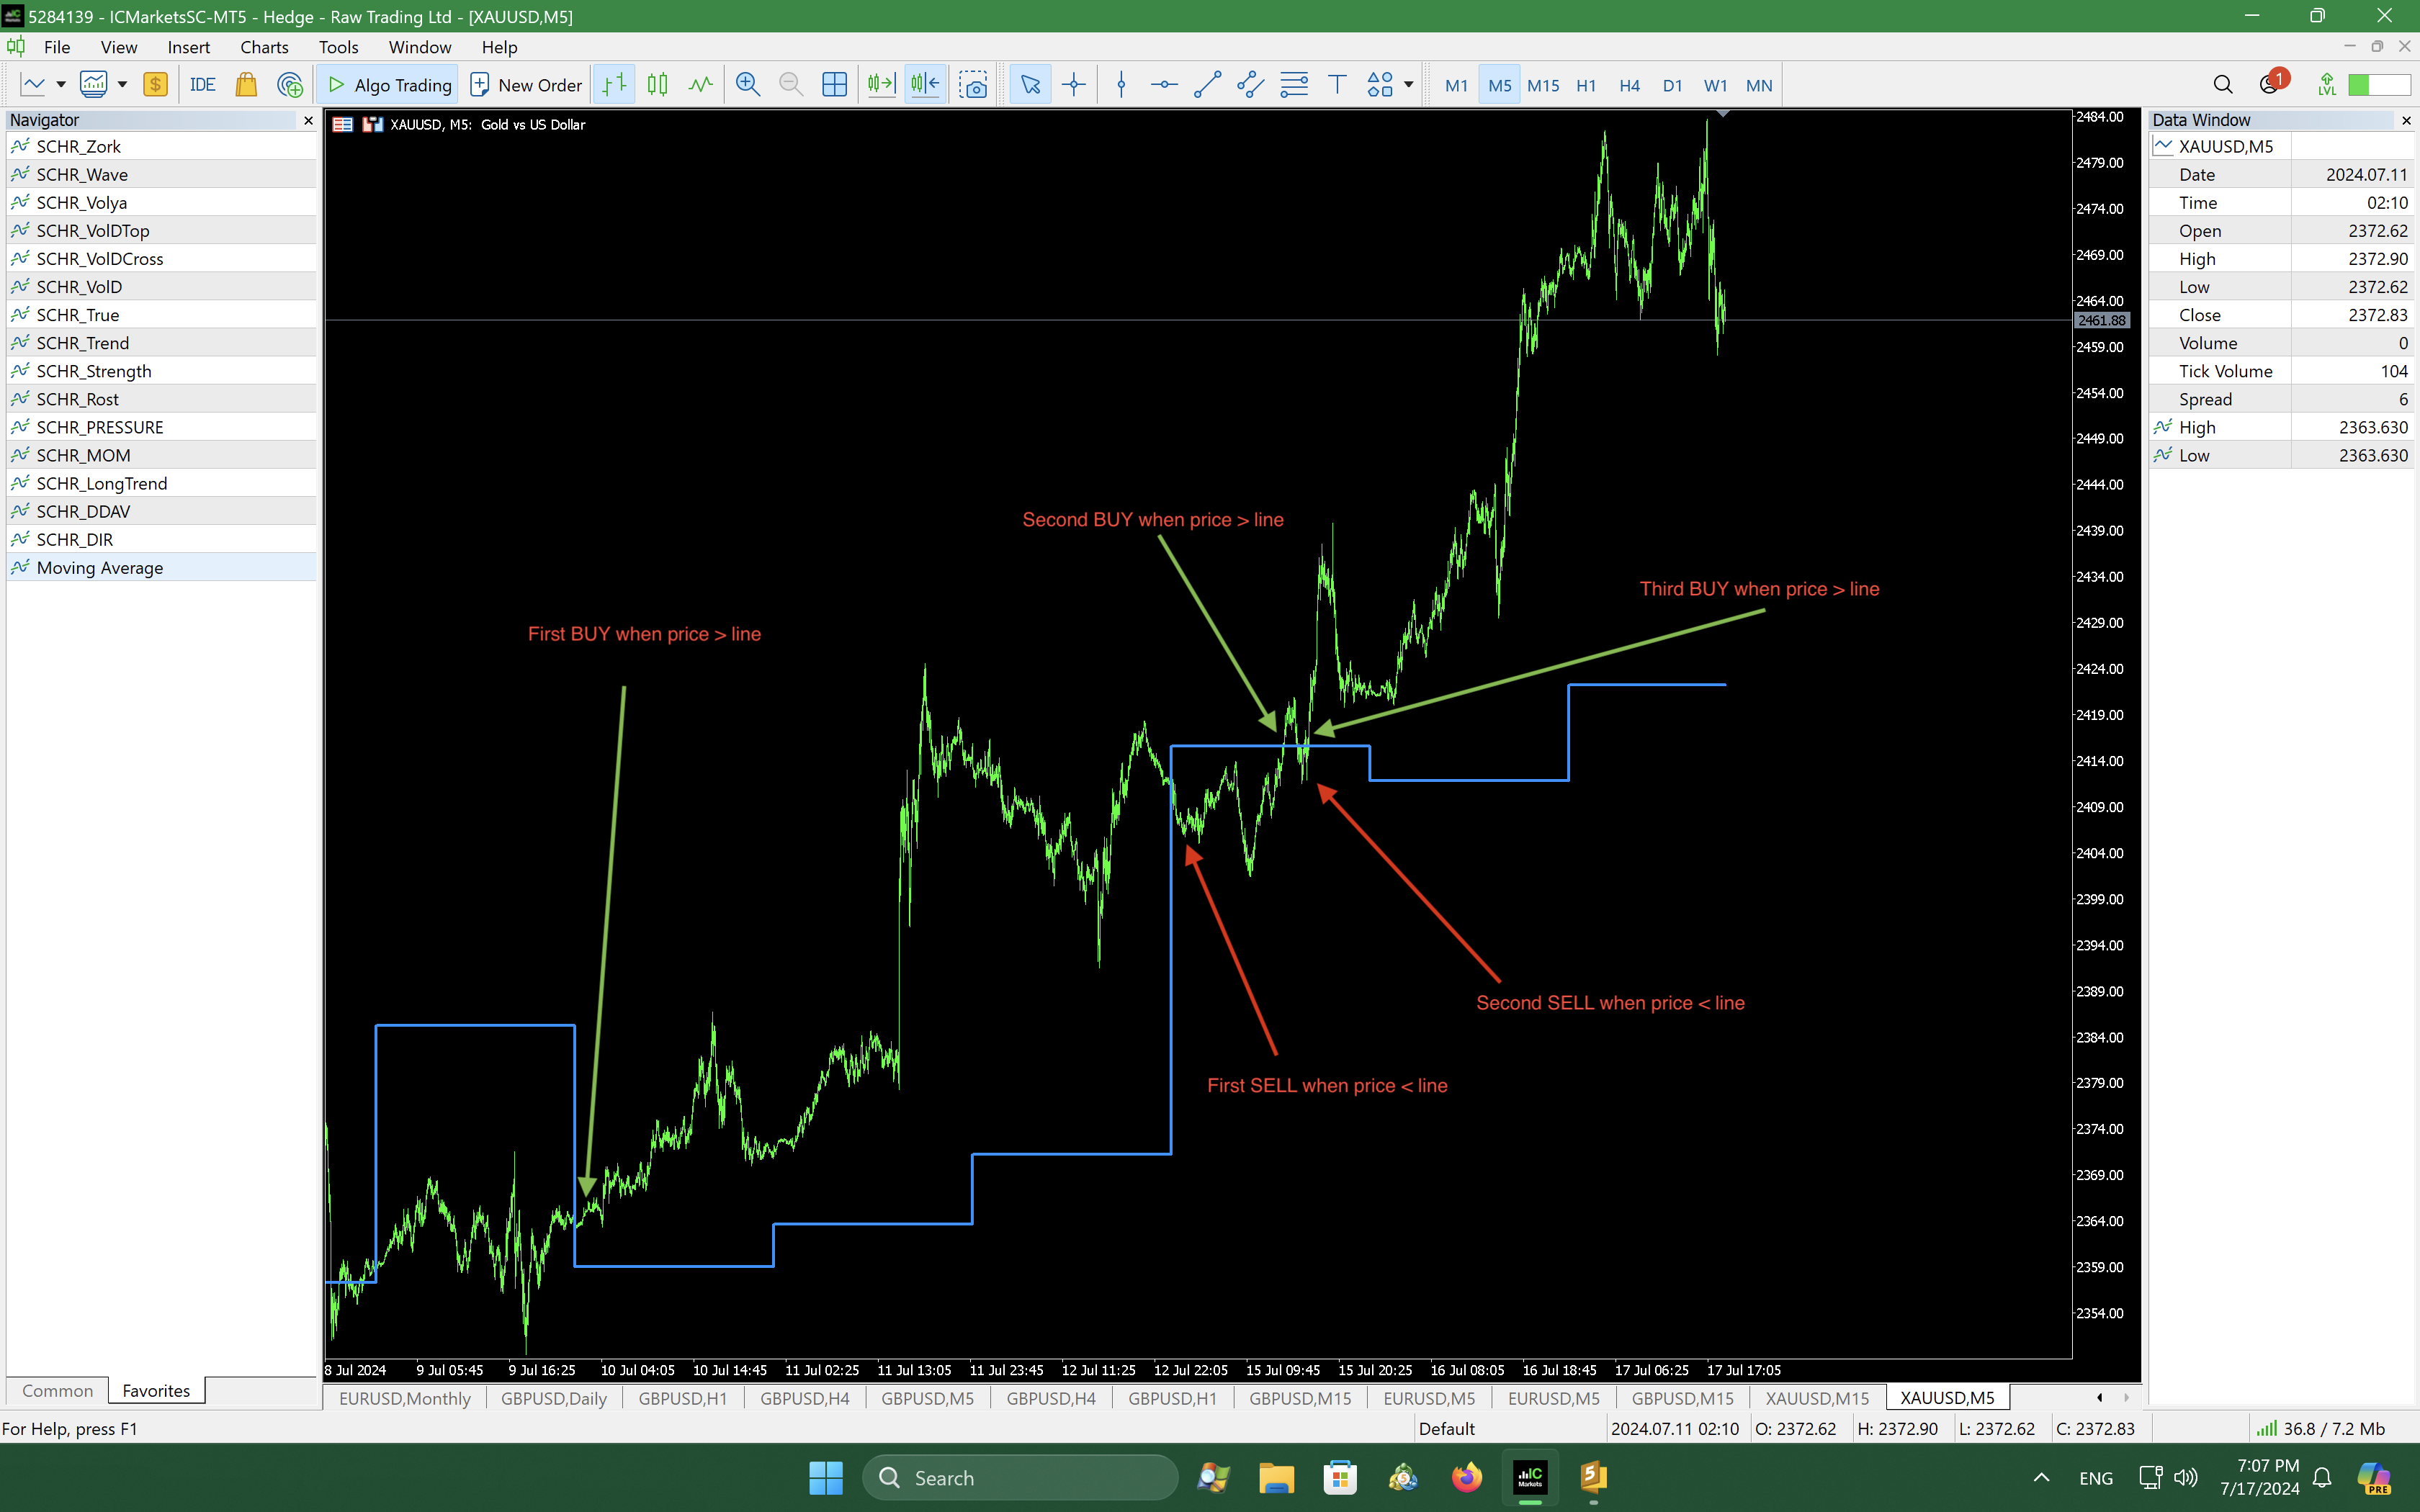 5284139 - ICMarketsSC-MT5 - Hedge - Raw Trading Ltd - [XAUUSD,M5]
File View Insert Charts Tools Window Help
IDE Algo Trading New Order M1 M5 M15 H1 H4 D1 W1 MN 1 LVL
Navigator
SCHR_Zork
SCHR_Wave
SCHR_Volya
SCHR_VolDTop
SCHR_VolDCross
SCHR_VolD
SCHR_True
SCHR_Trend
SCHR_Strength
SCHR_Rost
SCHR_PRESSURE
SCHR_MOM
SCHR_LongTrend
SCHR_DDAV
SCHR_DIR
Moving Average
Common Favorites
XAUUSD, M5: Gold vs US Dollar
Second BUY when price > line
Third BUY when price > line
First BUY when price > line
Second SELL when price < line
First SELL when price < line
2484.00
2479.00
2474.00
2469.00
2464.00
2461.88
2459.00
2454.00
2449.00
2444.00
2439.00
2434.00
2429.00
2424.00
2419.00
2414.00
2409.00
2404.00
2399.00
2394.00
2389.00
2384.00
2379.00
2374.00
2369.00
2364.00
2359.00
2354.00
8 Jul 2024 9 Jul 05:45 9 Jul 16:25 10 Jul 04:05 10 Jul 14:45 11 Jul 02:25 11 Jul 13:05 11 Jul 23:45 12 Jul 11:25 12 Jul 22:05 15 Jul 09:45 15 Jul 20:25 16 Jul 08:05 16 Jul 18:45 17 Jul 06:25 17 Jul 17:05
Data Window
XAUUSD,M5
Date 2024.07.11
Time 02:10
Open 2372.62
High 2372.90
Low 2372.62
Close 2372.83
Volume 0
Tick Volume 104
Spread 6
High 2363.630
Low 2363.630
EURUSD,Monthly GBPUSD,Daily GBPUSD,H1 GBPUSD,H4 GBPUSD,M5 GBPUSD,H4 GBPUSD,H1 GBPUSD,M15 EURUSD,M5 EURUSD,M5 GBPUSD,M15 XAUUSD,M15 XAUUSD,M5
For Help, press F1 Default 2024.07.11 02:10 O: 2372.62 H: 2372.90 L: 2372.62 C: 2372.83 36.8 / 7.2 Mb
Search IC Markets 5 ENG 7:07 PM PRE
7/17/2024